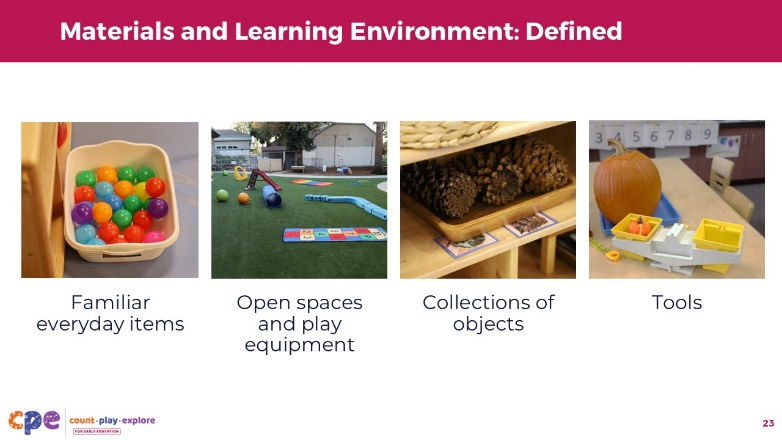 Materials and Learning Environment: Defined
3 4 5 6 7 8 9
Familiar
everyday items
Open spaces
and play
equipment
Collections of
objects
Tools
cpe
count·play·explore
FOR EARLY EDUCATION
23